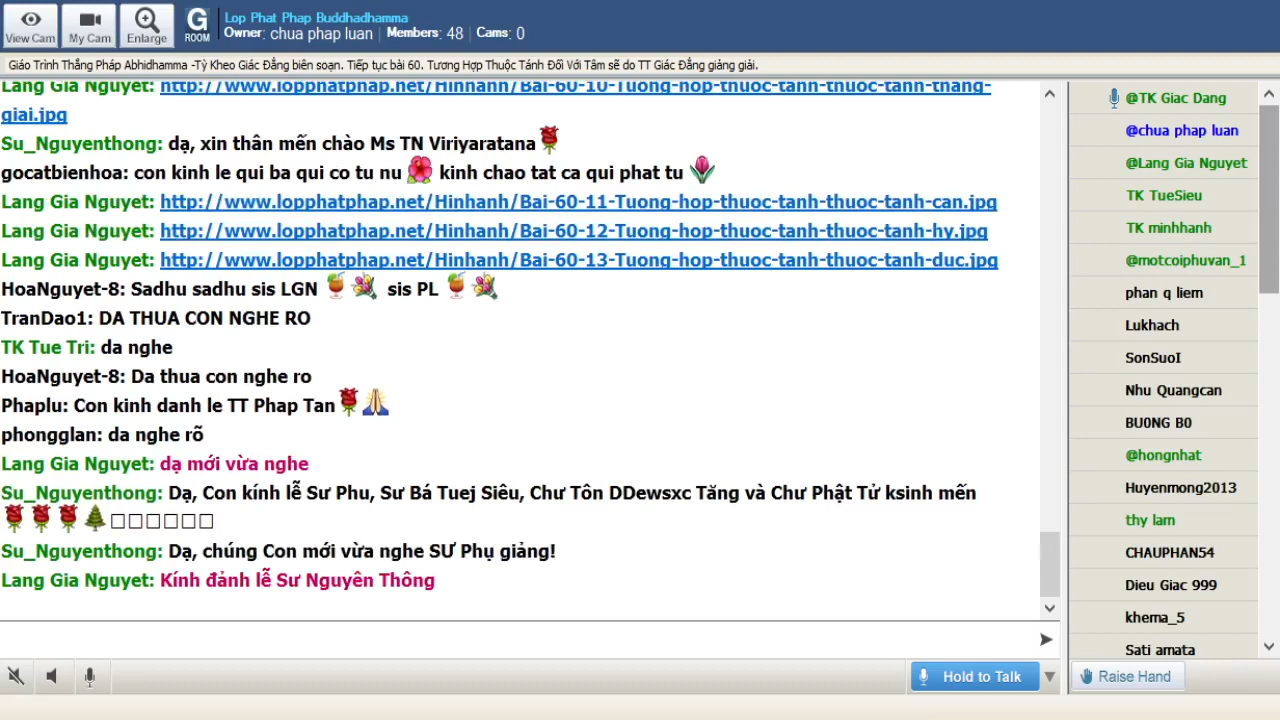 View Cam
My Cam
Enlarge
G
ROOM
Lop Phat Phap Buddhadhamma
Owner: chua phap luan | Members: 48 | Cams: 0
Giáo Trình Thắng Pháp Abhidhamma -Tỳ Kheo Giác Đẳng biên soạn. Tiếp tục bài 60. Tương Hợp Thuộc Tánh Đối Với Tâm sẽ do TT Giác Đẳng giảng giải.
Lang Gia Nguyet: http://www.lopphatphap.net/Hinhanh/Bai-60-10-Tuong-hop-thuoc-tanh-thuoc-tanh-thang-
giai.jpg
Su_Nguyenthong: dạ, xin thân mến chào Ms TN Viriyaratana
gocatbienhoa: con kinh le qui ba qui co tu nu kinh chao tat ca qui phat tu
Lang Gia Nguyet: http://www.lopphatphap.net/Hinhanh/Bai-60-11-Tuong-hop-thuoc-tanh-thuoc-tanh-can.jpg
Lang Gia Nguyet: http://www.lopphatphap.net/Hinhanh/Bai-60-12-Tuong-hop-thuoc-tanh-thuoc-tanh-hy.jpg
Lang Gia Nguyet: http://www.lopphatphap.net/Hinhanh/Bai-60-13-Tuong-hop-thuoc-tanh-thuoc-tanh-duc.jpg
HoaNguyet-8: Sadhu sadhu sis LGN sis PL
TranDao1: DA THUA CON NGHE RO
TK Tue Tri: da nghe
HoaNguyet-8: Da thua con nghe ro
Phaplu: Con kinh danh le TT Phap Tan
phongglan: da nghe rõ
Lang Gia Nguyet: dạ mới vừa nghe
Su_Nguyenthong: Dạ, Con kính lễ Sư Phu, Sư Bá Tuej Siêu, Chư Tôn DDewsxc Tăng và Chư Phật Tử ksinh mến
Su_Nguyenthong: Dạ, chúng Con mới vừa nghe SƯ Phụ giảng!
Lang Gia Nguyet: Kính đảnh lễ Sư Nguyên Thông
@TK Giac Dang
@chua phap luan
@Lang Gia Nguyet
TK TueSieu
TK minhhanh
@motcoiphuvan_1
phan q liem
Lukhach
SonSuoI
Nhu Quangcan
BU0NG B0
@hongnhat
Huyenmong2013
thy lam
CHAUPHAN54
Dieu Giac 999
khema_5
Sati amata
Hold to Talk
Raise Hand